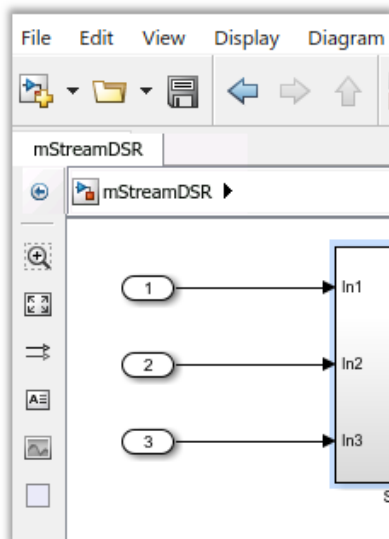 File Edit View Display Diagram
mStreamDSR
mStreamDSR
1 In1
2 In2
3 In3
A
S